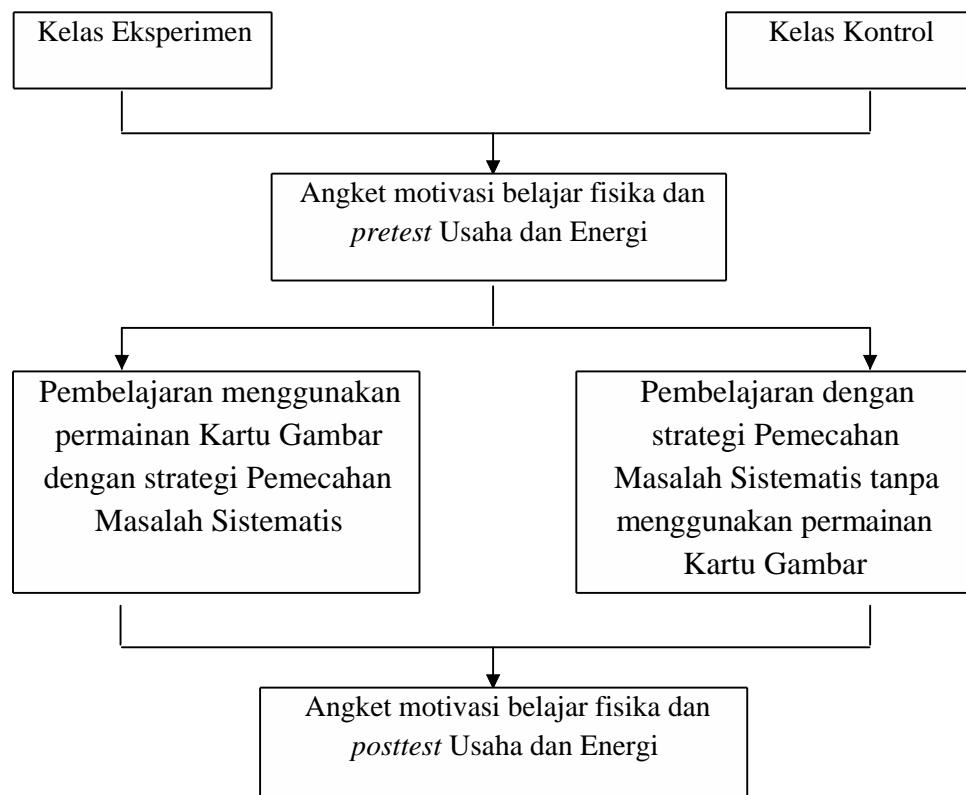 Kelas Eksperimen
Kelas Kontrol
Angket motivasi belajar fisika dan
pretest Usaha dan Energi
Pembelajaran menggunakan
permainan Kartu Gambar
dengan strategi Pemecahan
Masalah Sistematis
Pembelajaran dengan
strategi Pemecahan
Masalah Sistematis tanpa
menggunakan permainan
Kartu Gambar
Angket motivasi belajar fisika dan
posttest Usaha dan Energi